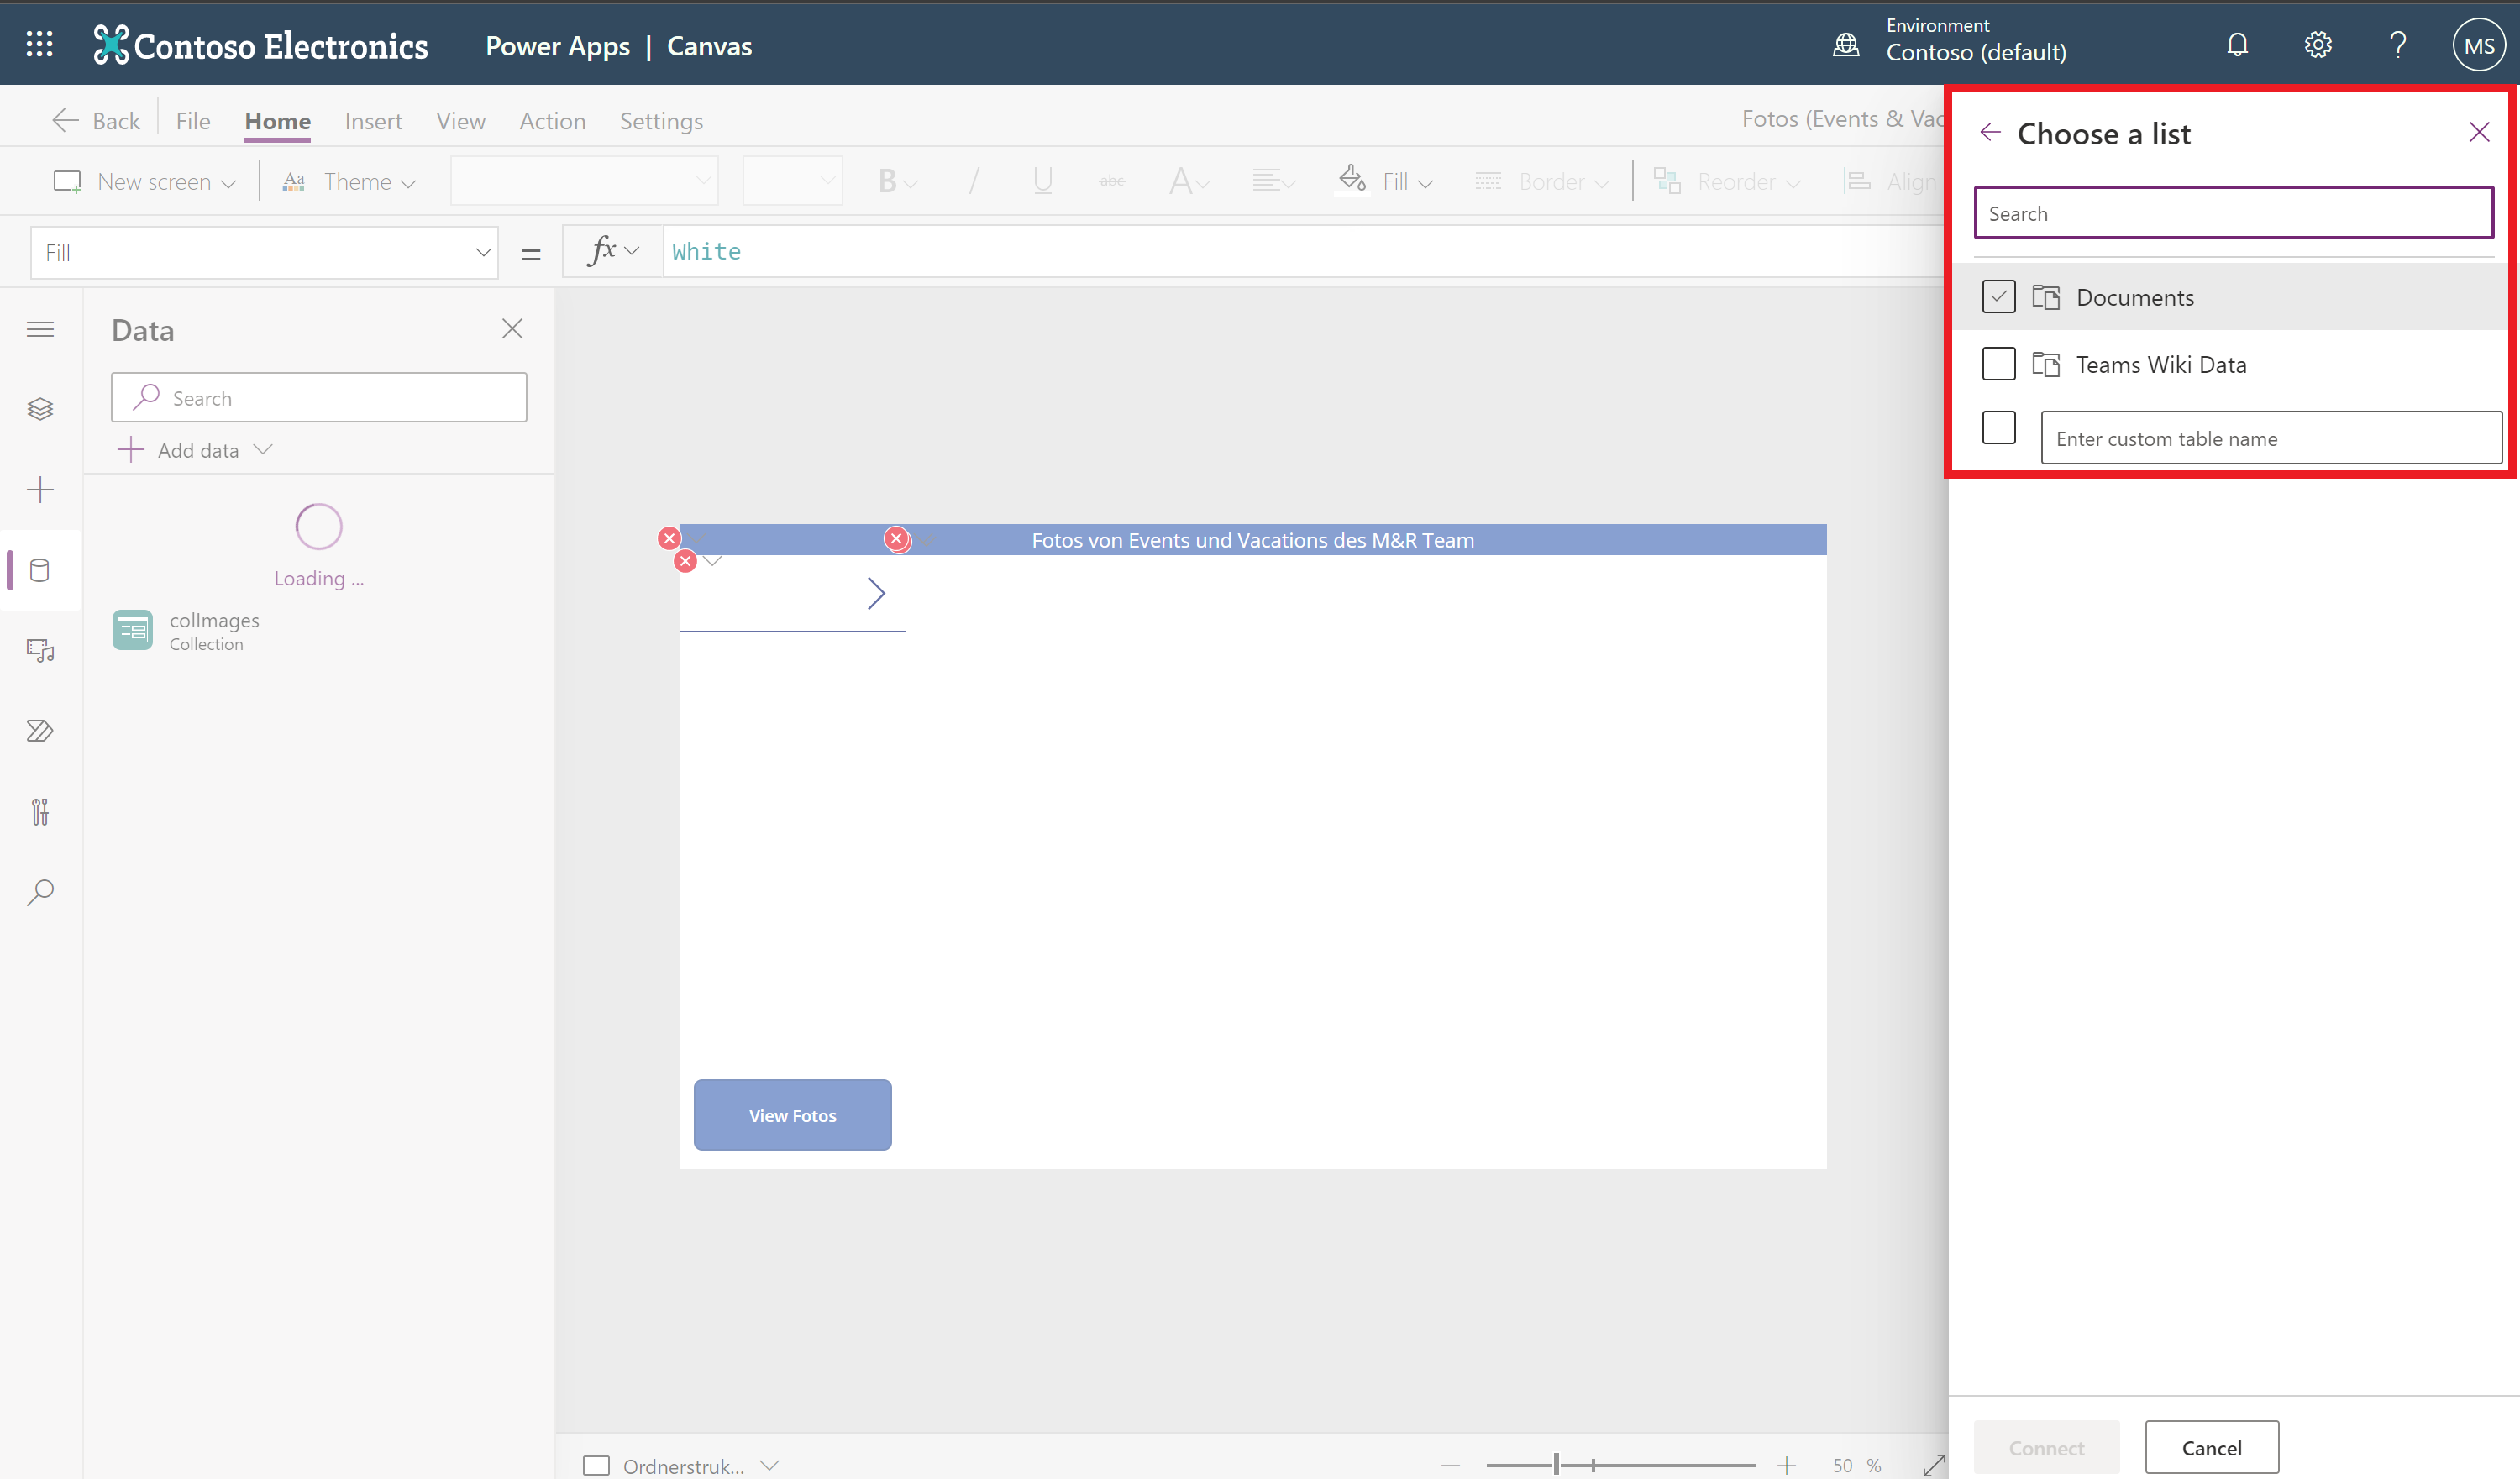 Contoso Electronics
Power Apps | Canvas
Environment
Contoso (default)
MS
Back
File
Home
Insert
View
Action
Settings
Fotos (Events & Vac
New screen
Aa
Theme
B
/
U
abc
A
Fill
Border
Reorder
Align
Fill
=
fx
White
Data
Search
Add data
Loading ...
colImages
Collection
Fotos von Events und Vacations des M&R Team
View Fotos
Ordnerstruk...
50 %
Choose a list
Search
Documents
Teams Wiki Data
Enter custom table name
Connect
Cancel